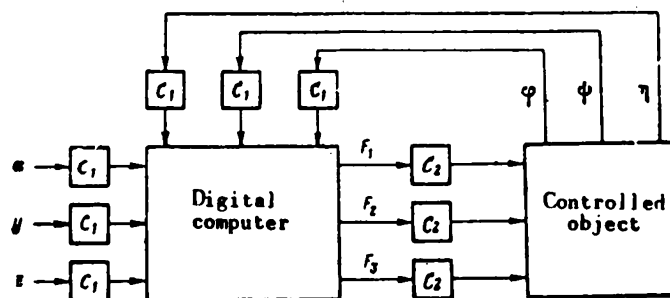 C₁ C₁ C₁ φ ψ η
F₁
x C₁ C₂
Digital
computer
Controlled
object
y C₁ F₂ C₂
z C₁ F₃ C₂